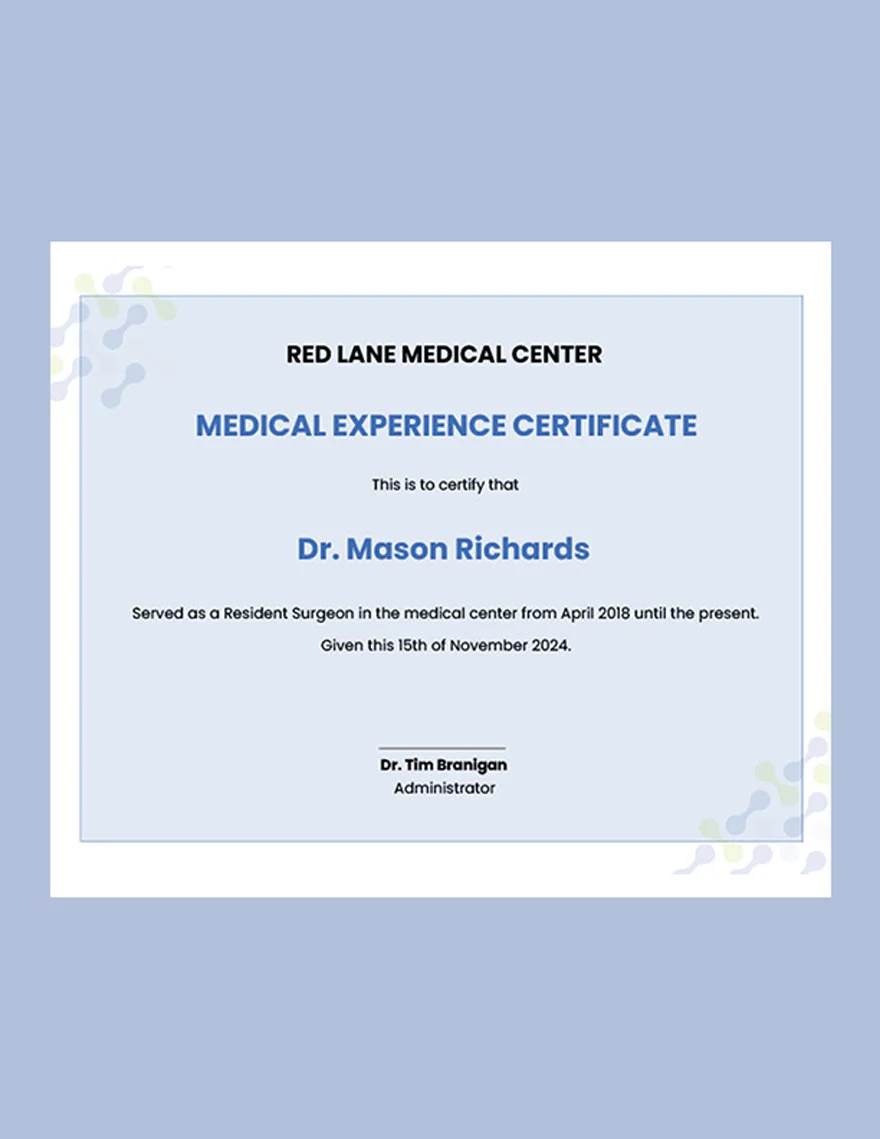 RED LANE MEDICAL CENTER
MEDICAL EXPERIENCE CERTIFICATE
This is to certify that
Dr. Mason Richards
Served as a Resident Surgeon in the medical center from April 2018 until the present.
Given this 15th of November 2024.
Dr. Tim Branigan
Administrator